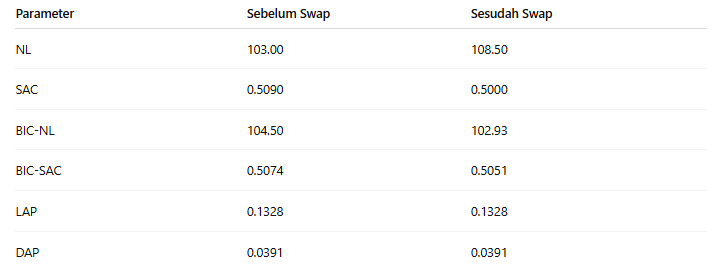 Parameter Sebelum Swap Sesudah Swap
NL 103.00 108.50
SAC 0.5090 0.5000
BIC-NL 104.50 102.93
BIC-SAC 0.5074 0.5051
LAP 0.1328 0.1328
DAP 0.0391 0.0391